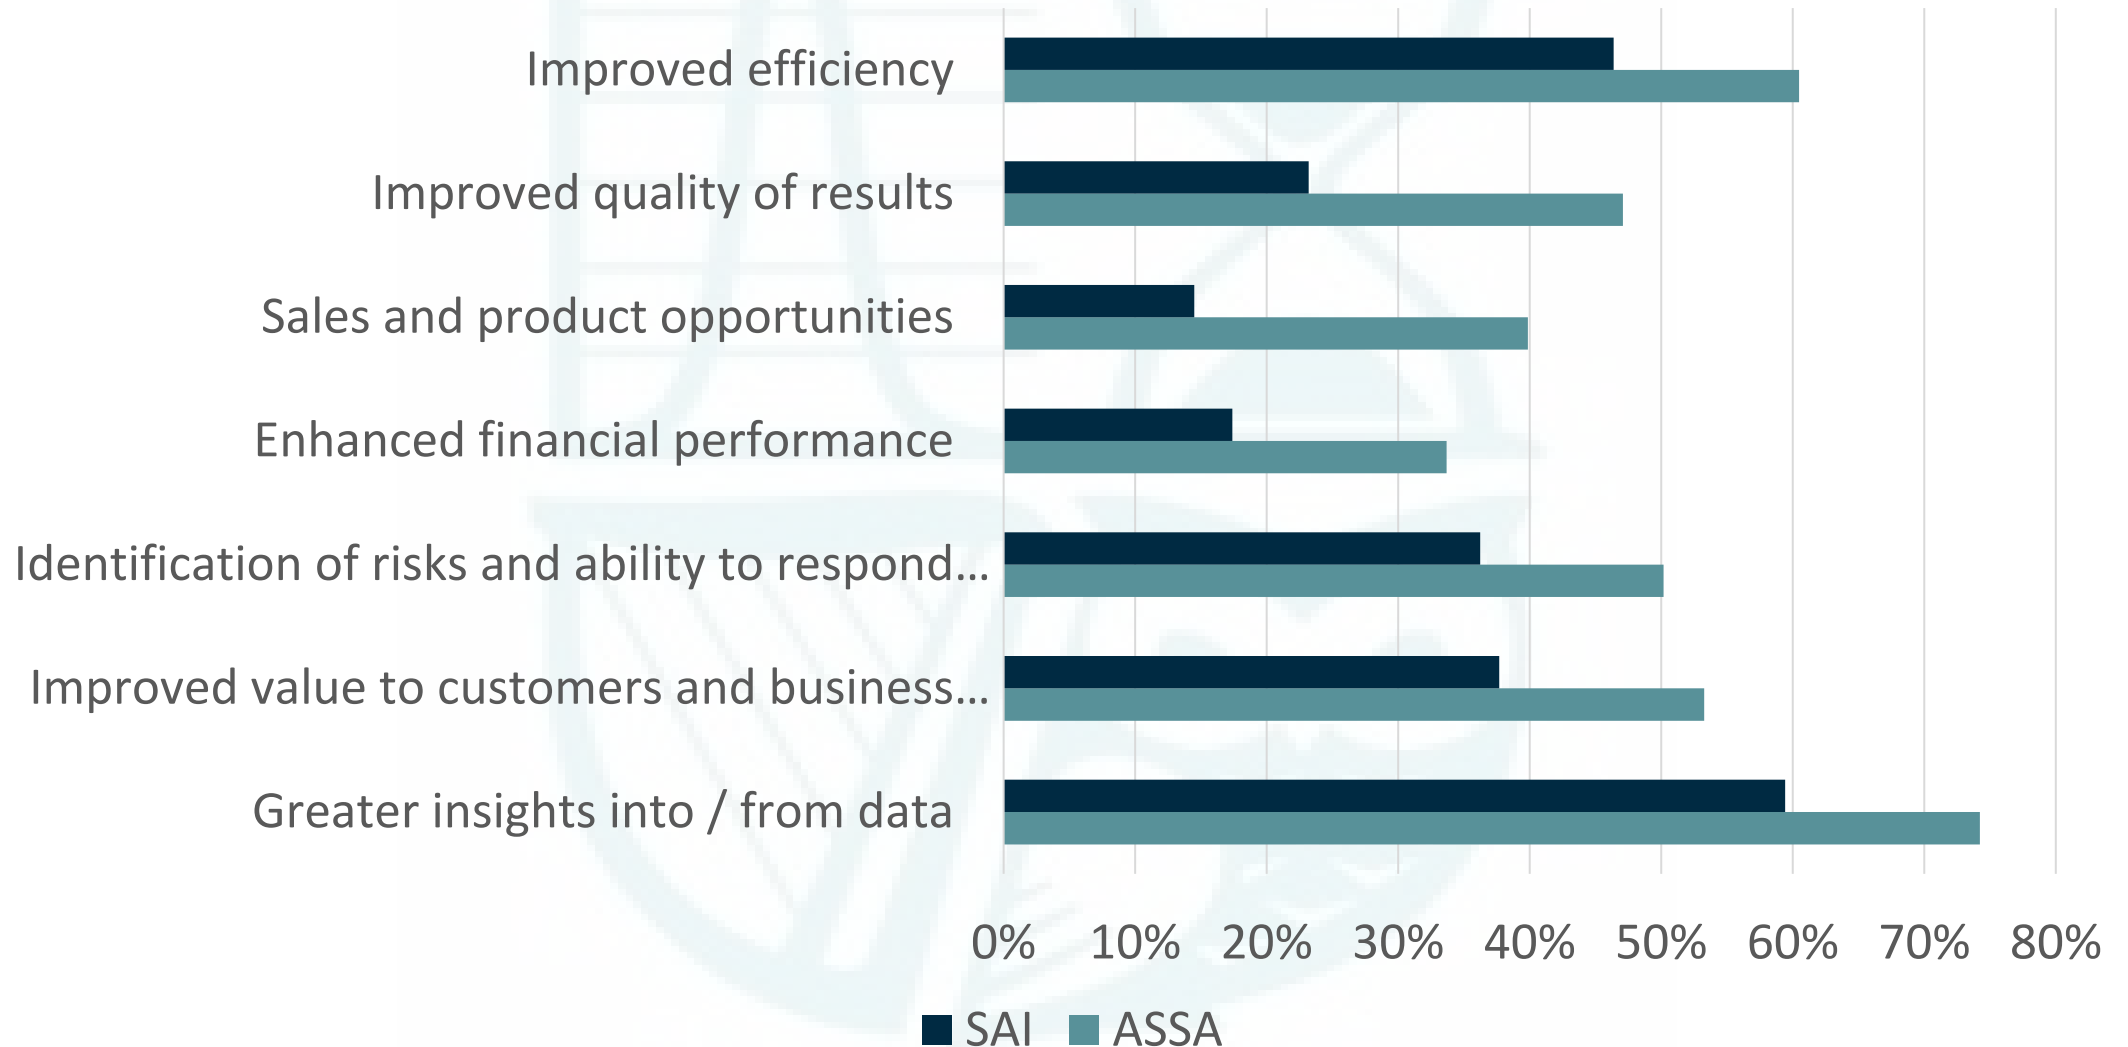 Improved efficiency
Improved quality of results
Sales and product opportunities
Enhanced financial performance
Identification of risks and ability to respond…
Improved value to customers and business…
Greater insights into / from data
0% 10% 20% 30% 40% 50% 60% 70% 80%
SAI ASSA